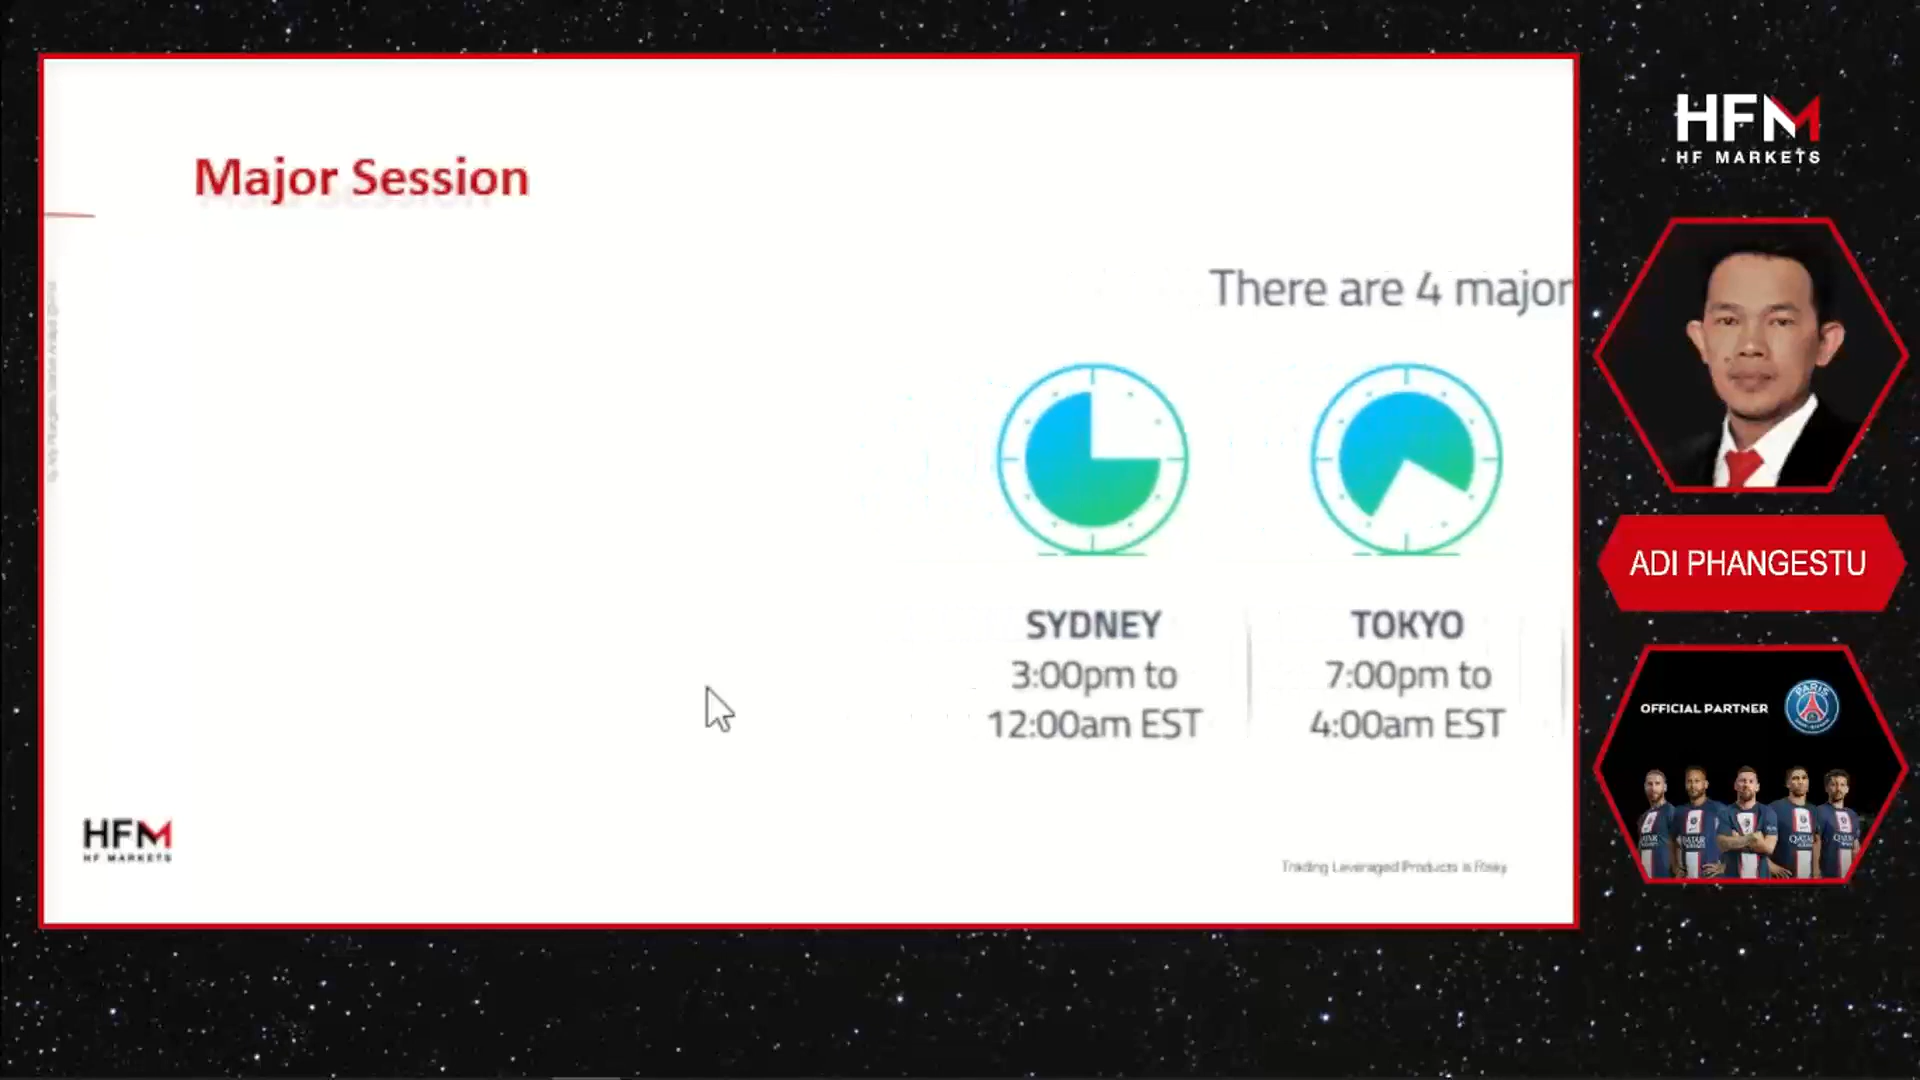 Major Session
There are 4 major
SYDNEY
3:00pm to
12:00am EST
TOKYO
7:00pm to
4:00am EST
HFM
HF MARKETS
Trading Leveraged Products is Risky
HFM
HF MARKETS
ADI PHANGESTU
OFFICIAL PARTNER
PARIS